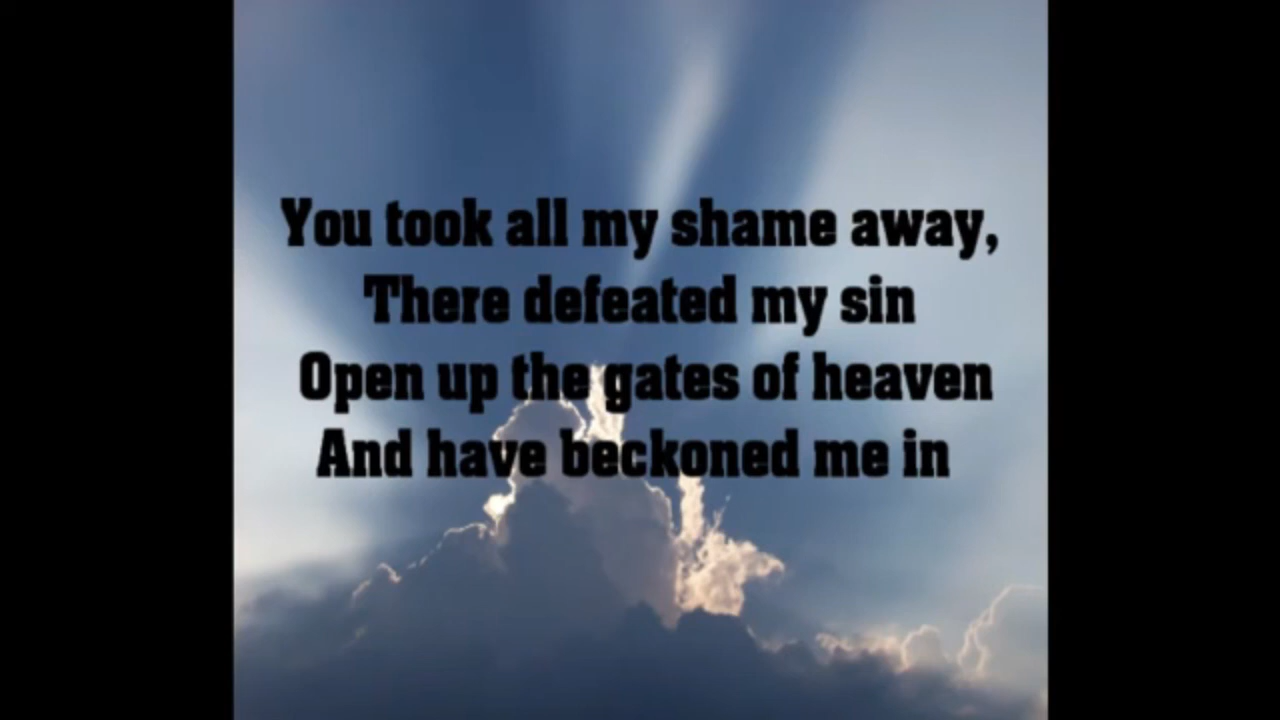 You took all my shame away,
There defeated my sin
Open up the gates of heaven
And have beckoned me in